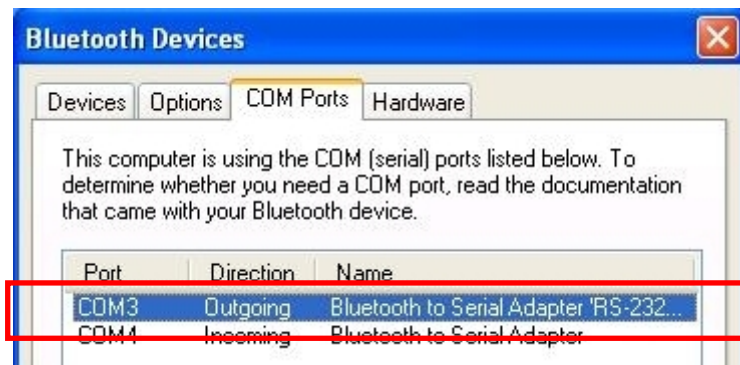 Bluetooth Devices
Devices Options COM Ports Hardware
This computer is using the COM (serial) ports listed below. To
determine whether you need a COM port, read the documentation
that came with your Bluetooth device.
Port Direction Name
COM3 Outgoing Bluetooth to Serial Adapter 'RS-232...
COM4 Incoming Bluetooth to Serial Adapter